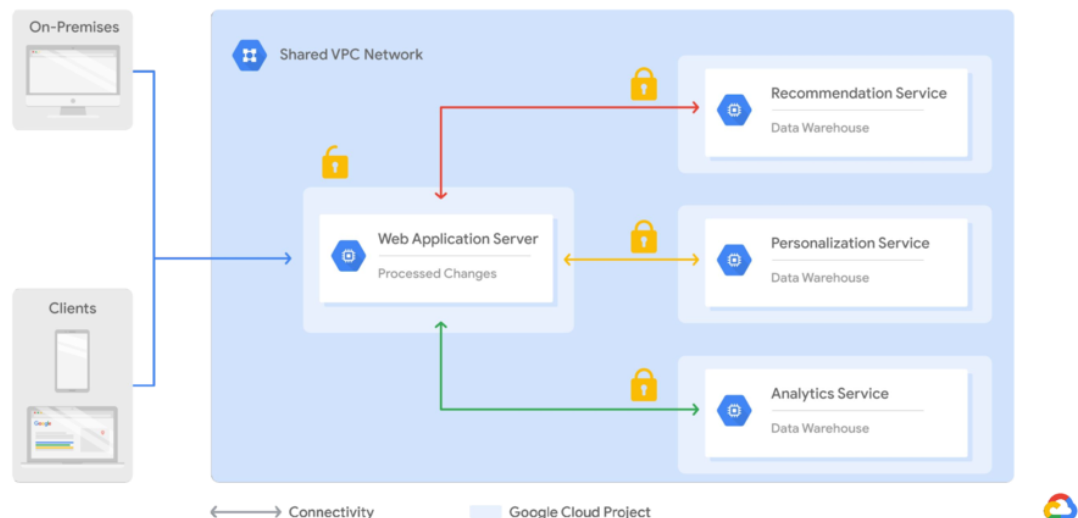 On-Premises
Clients
Google
Shared VPC Network
Web Application Server
Processed Changes
Recommendation Service
Data Warehouse
Personalization Service
Data Warehouse
Analytics Service
Data Warehouse
Connectivity
Google Cloud Project